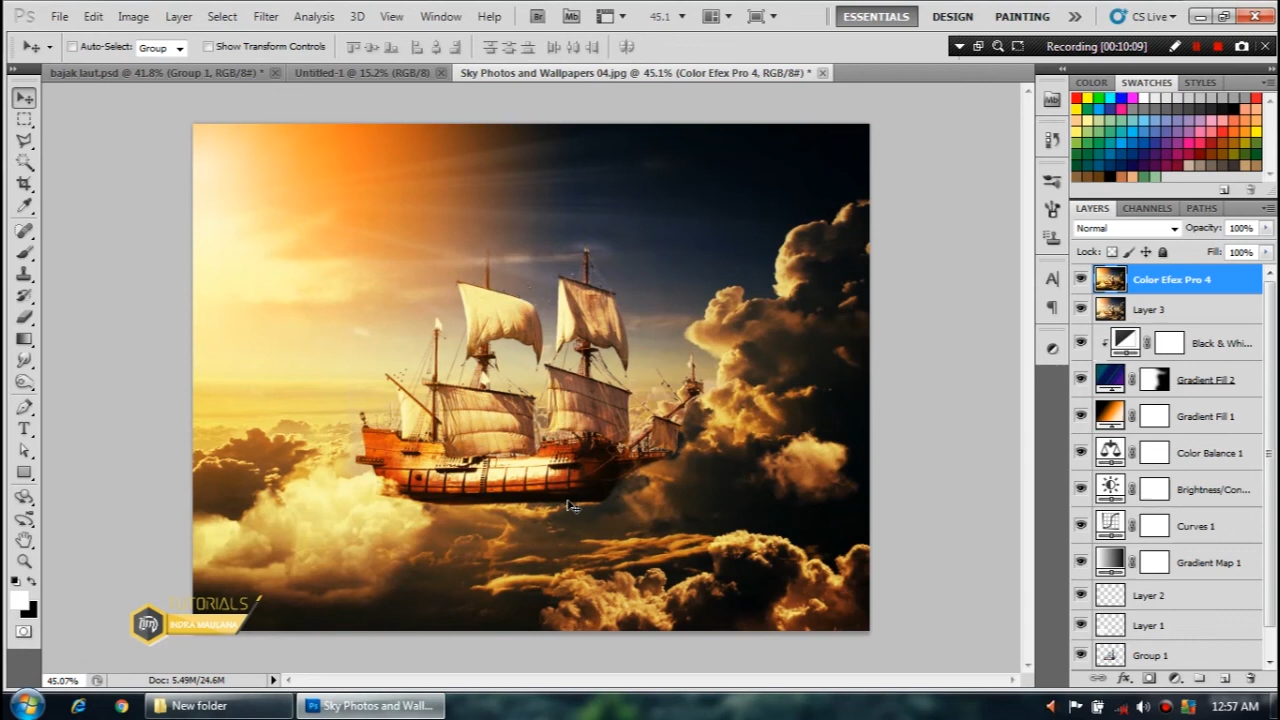 Ps File Edit Image Layer Select Filter Analysis 3D View Window Help Br Mb 45.1 ESSENTIALS DESIGN PAINTING CS Live
Auto-Select: Group Show Transform Controls Recording [00:10:09]
bajak laut.psd @ 41.8% (Group 1, RGB/8#) * Untitled-1 @ 15.2% (RGB/8) Sky Photos and Wallpapers 04.jpg @ 45.1% (Color Efex Pro 4, RGB/8#) *
COLOR SWATCHES STYLES
Mb
LAYERS CHANNELS PATHS
Normal Opacity: 100%
Lock: Fill: 100%
Color Efex Pro 4
Layer 3
Black & Whi...
Gradient Fill 2
Gradient Fill 1
Color Balance 1
Brightness/Con...
Curves 1
Gradient Map 1
Layer 2
Layer 1
Group 1
TUTORIALS
INDRA MAULANA
45.07% Doc: 5.49M/24.6M
New folder Sky Photos and Wall... 12:57 AM